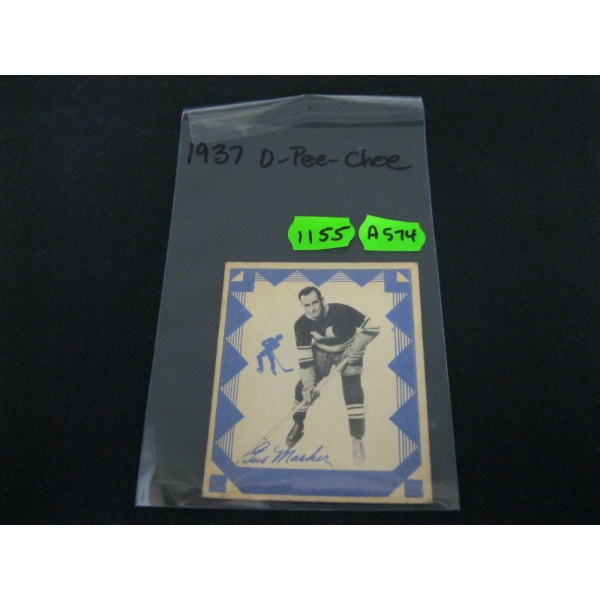 1937 O-Pee-Chee
1155 A574
M
Gus Marker